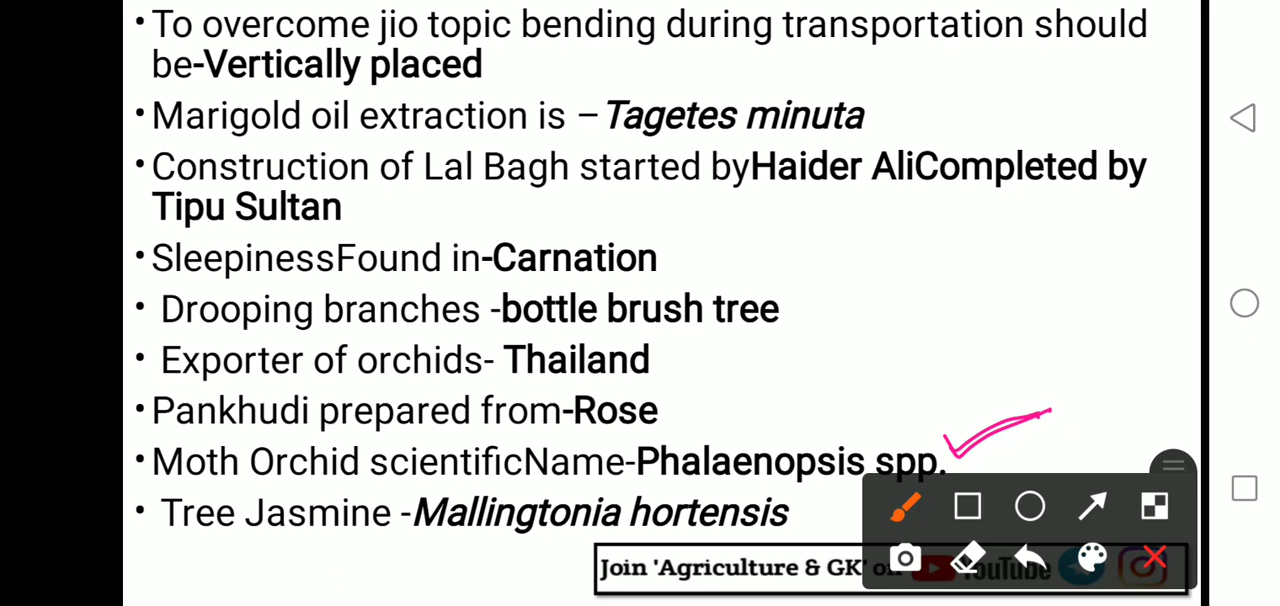 •To overcome jio topic bending during transportation should
be-Vertically placed
•Marigold oil extraction is –Tagetes minuta
•Construction of Lal Bagh started byHaider AliCompleted by
Tipu Sultan
•SleepinessFound in-Carnation
• Drooping branches -bottle brush tree
• Exporter of orchids- Thailand
•Pankhudi prepared from-Rose
•Moth Orchid scientificName-Phalaenopsis spp.
• Tree Jasmine -Mallingtonia hortensis
Join 'Agriculture & GK' on YouTube